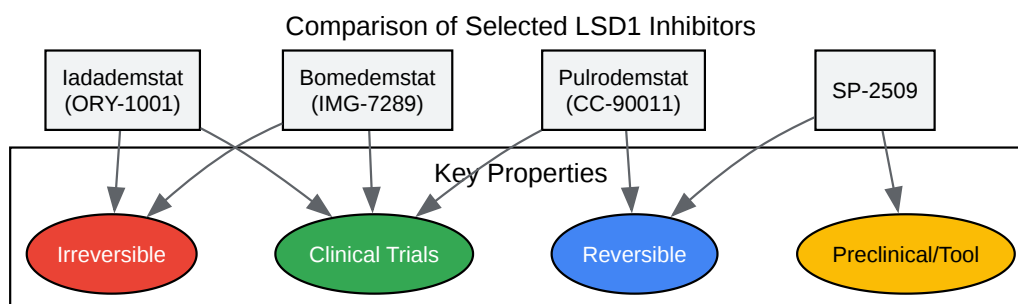 Comparison of Selected LSD1 Inhibitors
Iadademstat
(ORY-1001)
Bomedemstat
(IMG-7289)
Pulrodemstat
(CC-90011)
SP-2509
Key Properties
Irreversible
Clinical Trials
Reversible
Preclinical/Tool